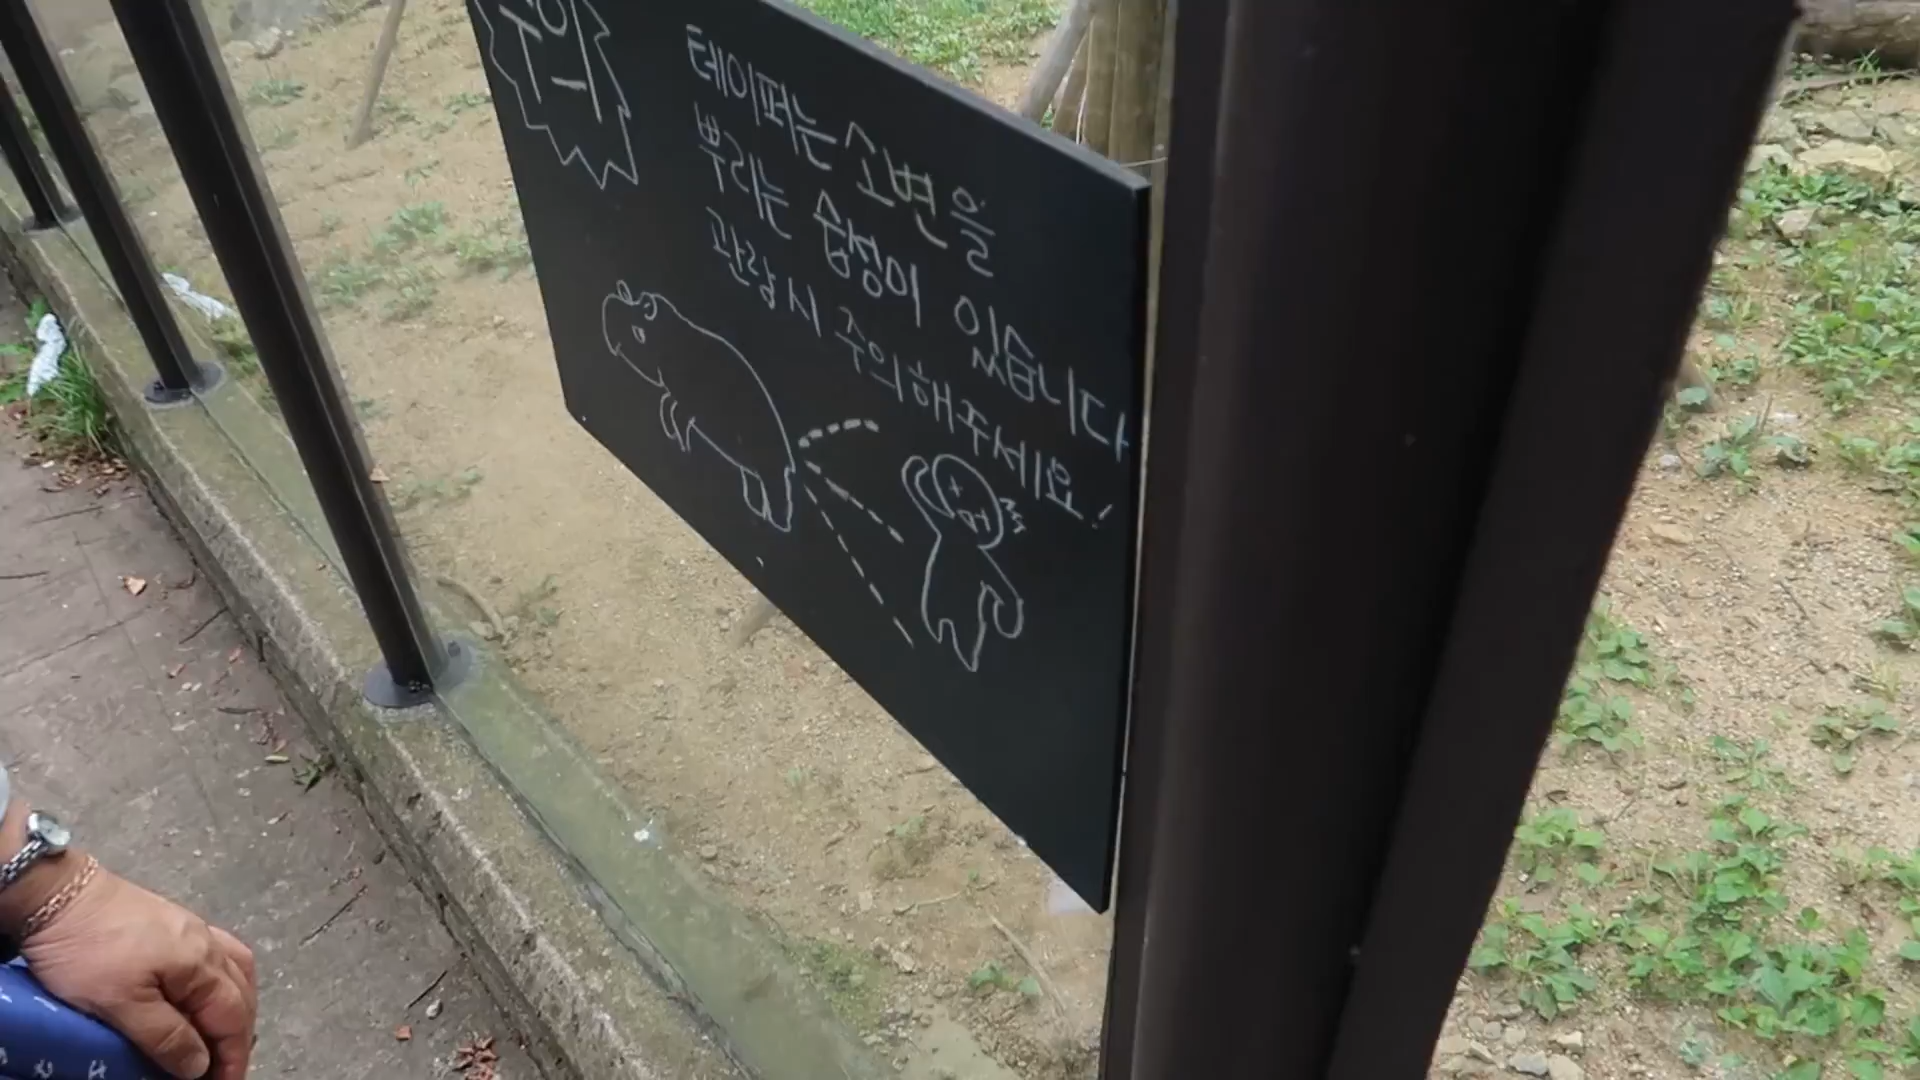 주의
테이퍼는 소변을
뿌리는 습성이 있습니다
관람시 주의해주세요!